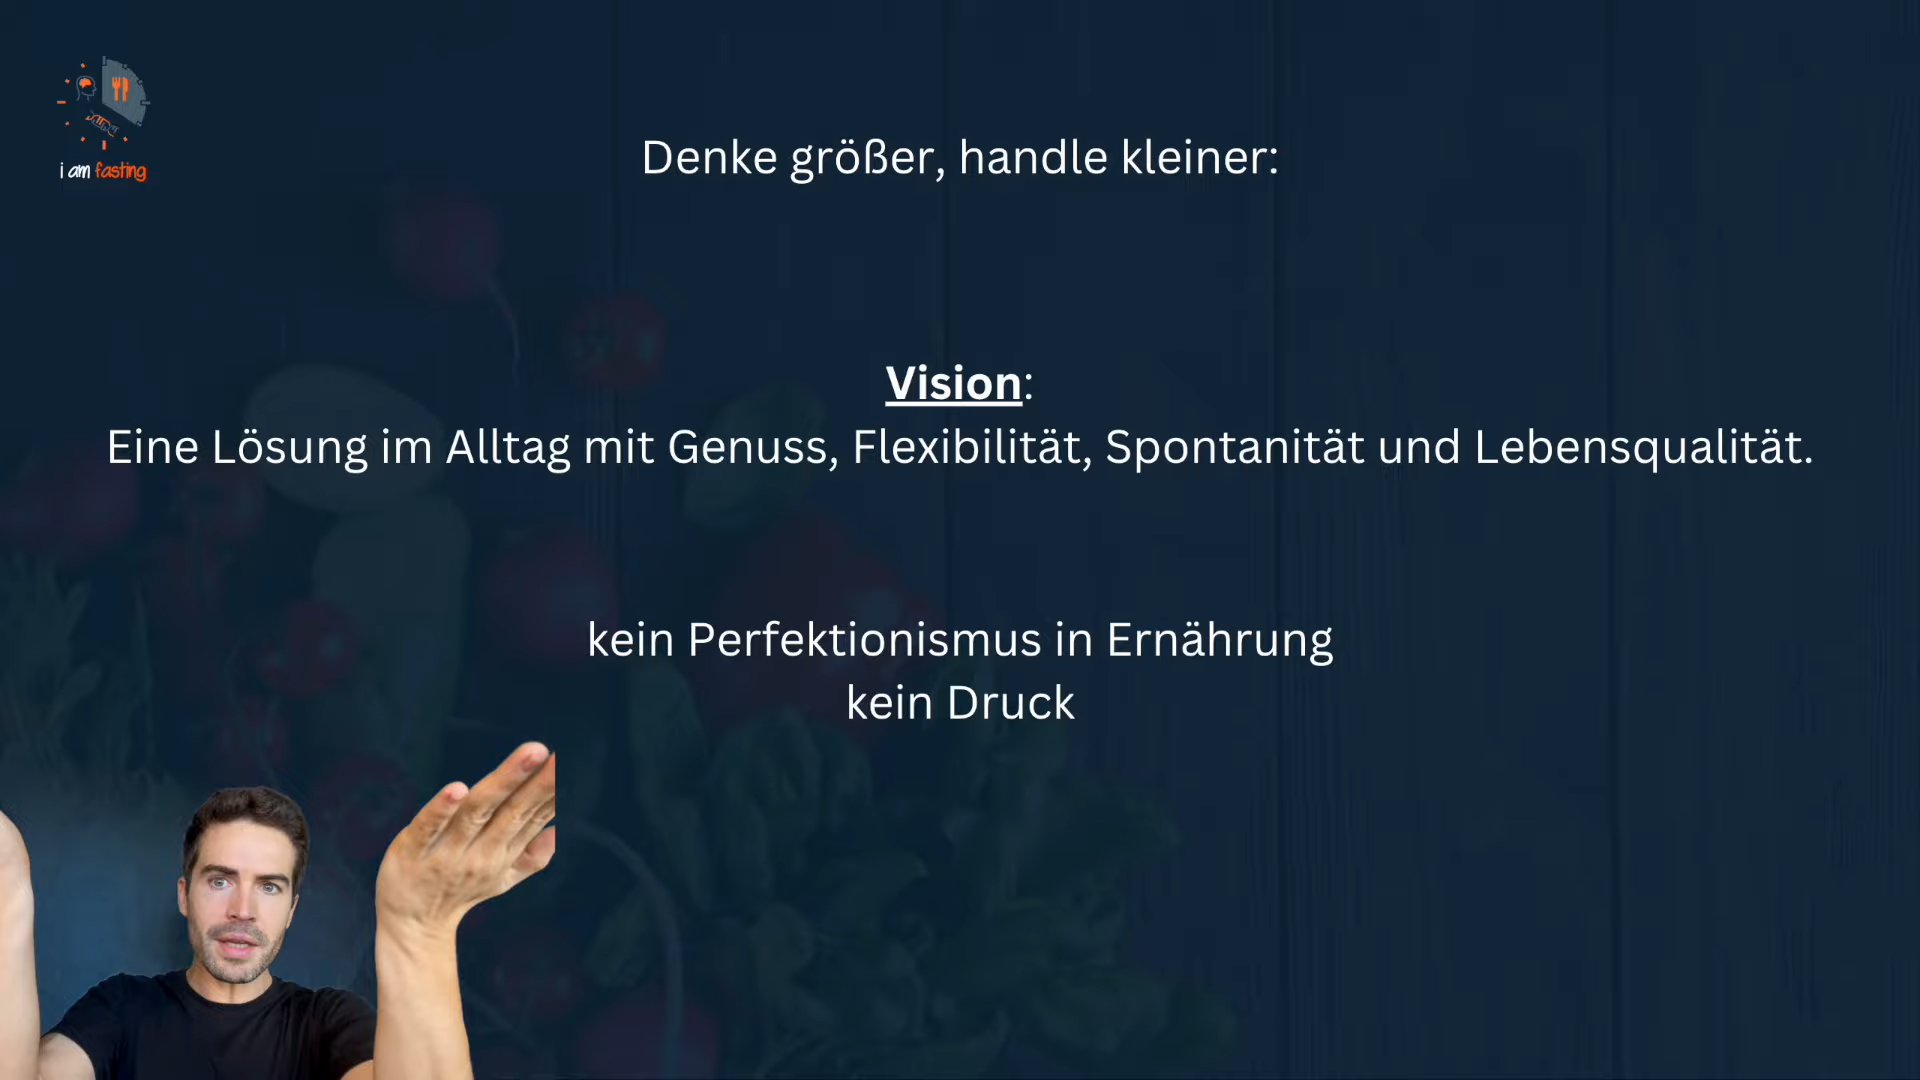 i am fasting
Denke größer, handle kleiner:
Vision:
Eine Lösung im Alltag mit Genuss, Flexibilität, Spontanität und Lebensqualität.
kein Perfektionismus in Ernährung
kein Druck